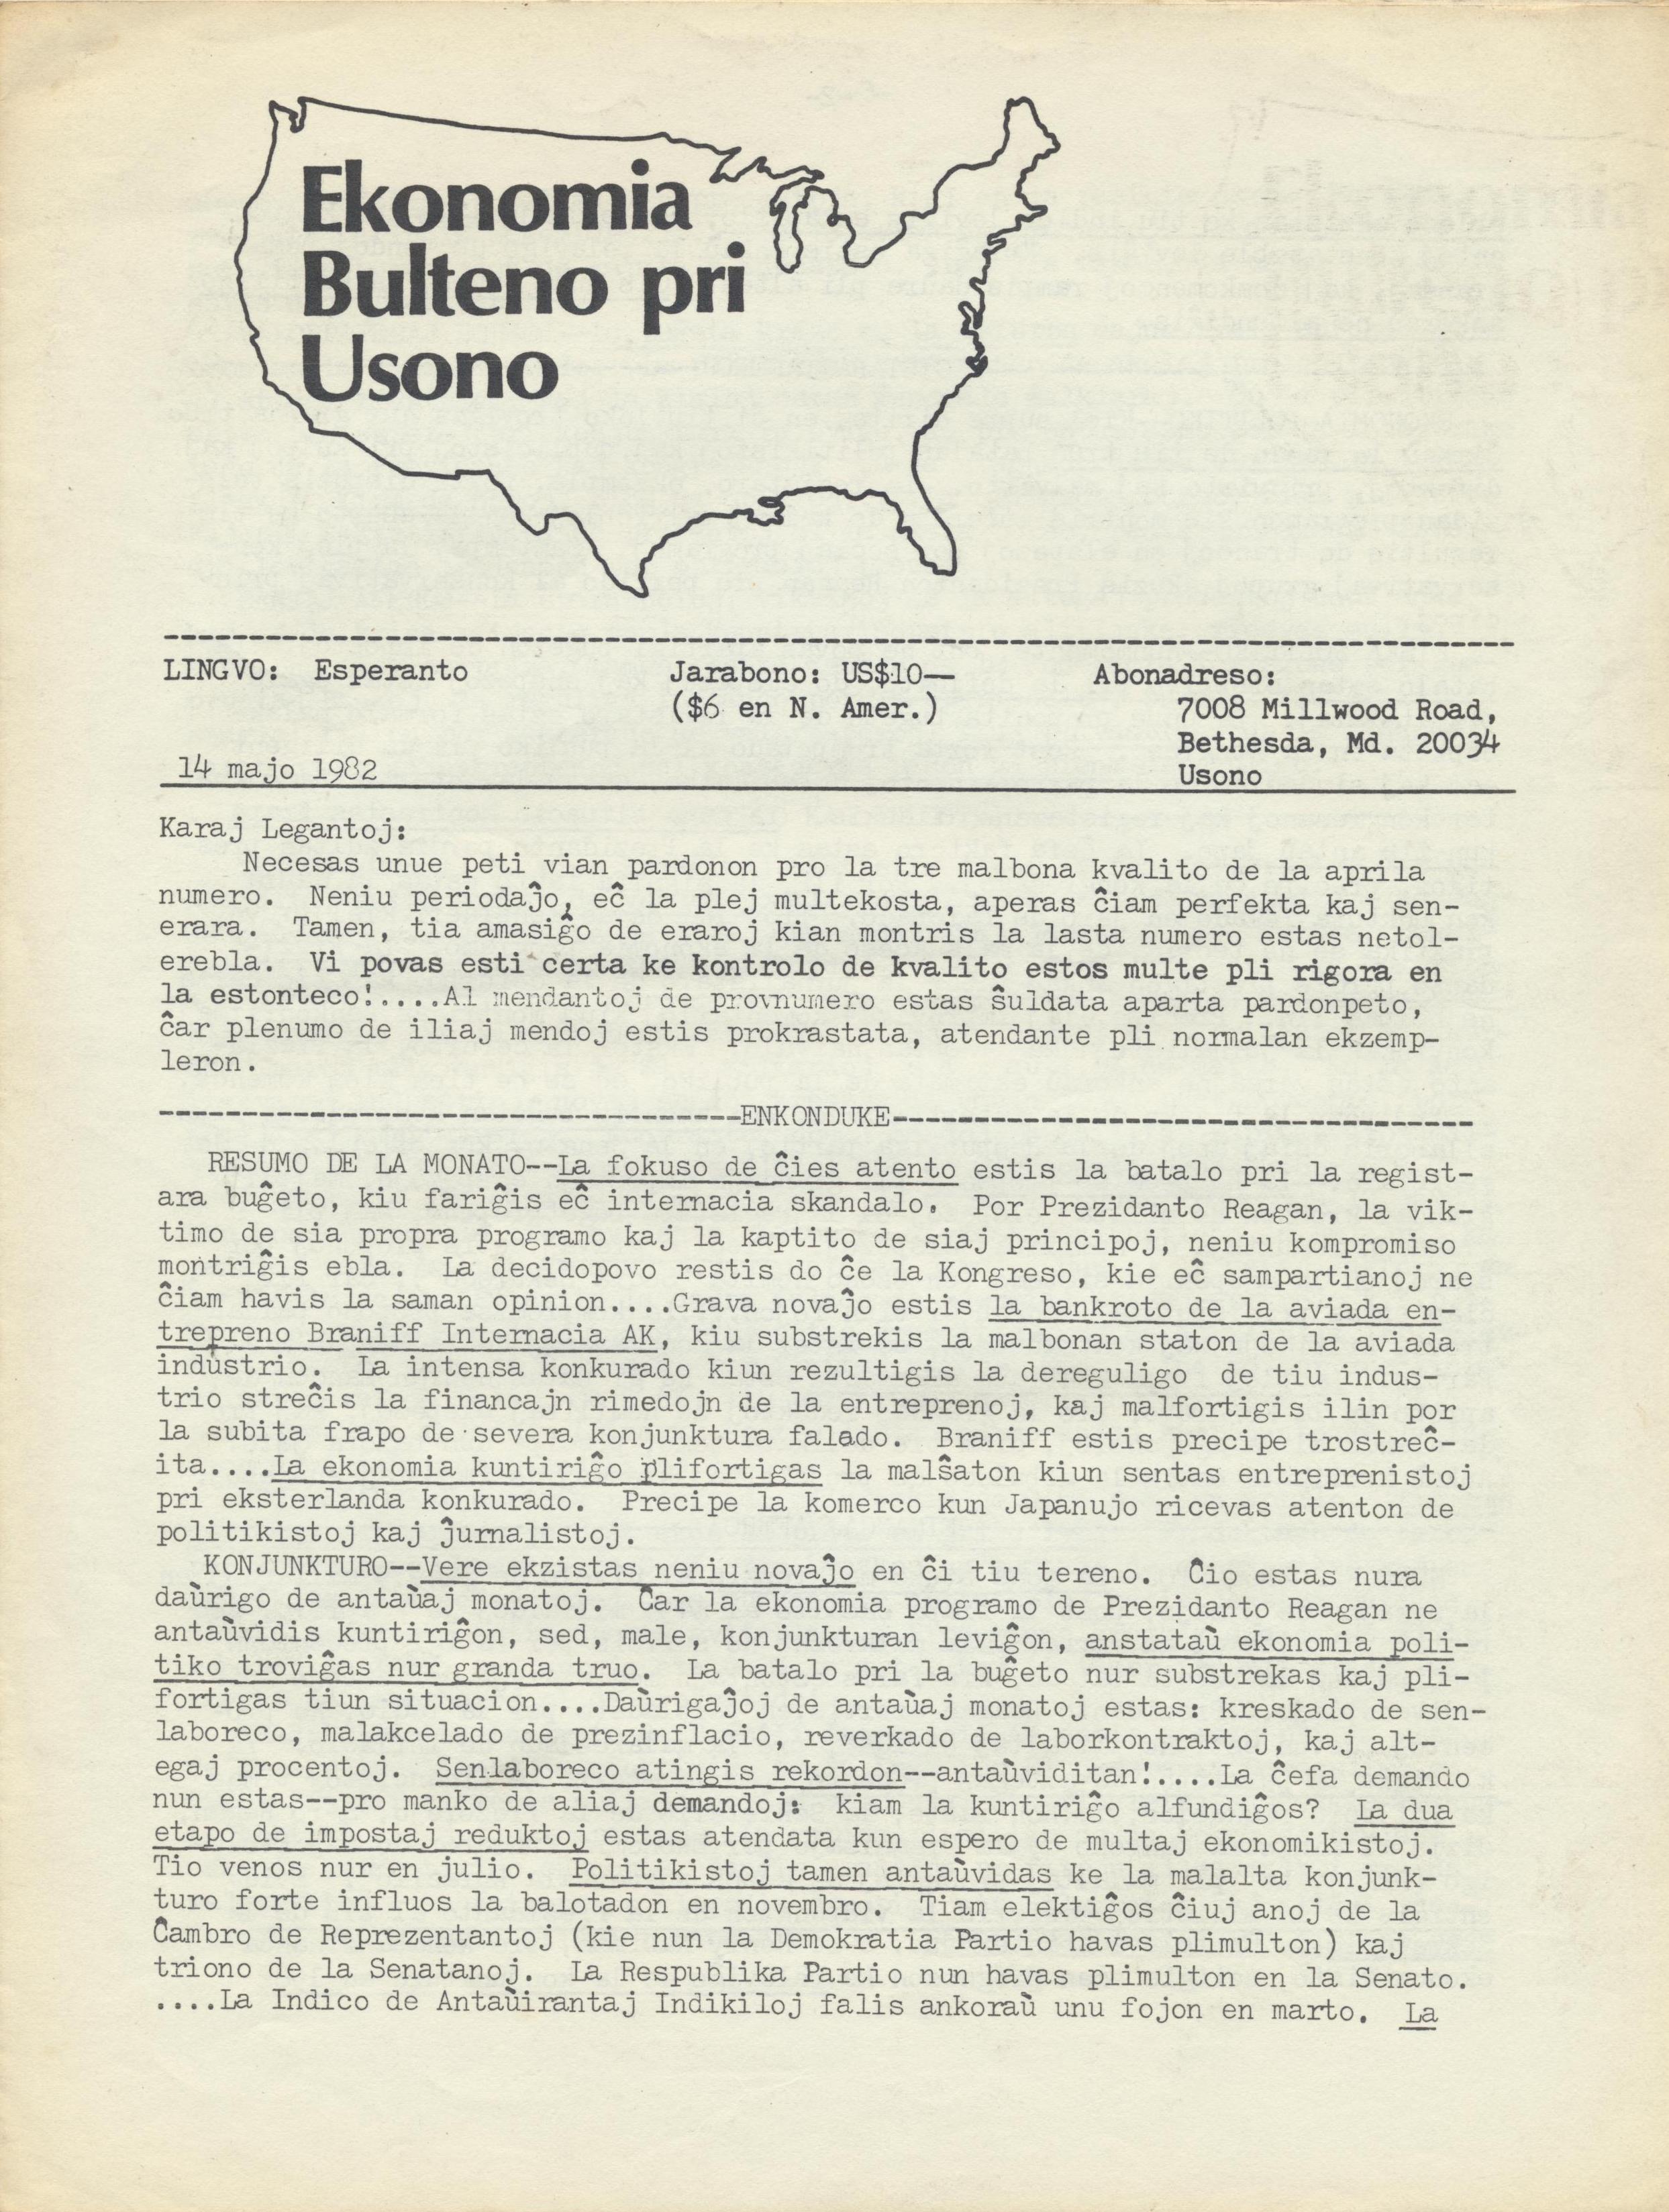 Ekonomia
Bulteno pri
Usono
LINGVO: Esperanto
Jarabono: US$10—
($6 en N. Amer.)
Abonadreso:
7008 Millwood Road,
Bethesda, Md. 20034
Usono
14 majo 1982
Karaj Legantoj:
Necesas unue peti vian pardonon pro la tre malbona kvalito de la aprila
numero. Neniu periodaĵo, eĉ la plej multekosta, aperas ĉiam perfekta kaj sen-
erara. Tamen, tia amasiĝo de eraroj kian montris la lasta numero estas netol-
erebla. Vi povas esti certa ke kontrolo de kvalito estos multe pli rigora en
la estonteco!....Al mendantoj de provnumero estas ŝuldata aparta pardonpeto,
ĉar plenumo de iliaj mendoj estis prokrastata, atendante pli normalan ekzemp-
leron.
-----------------------------------ENKONDUKE-----------------------------------
RESUMO DE LA MONATO--La fokuso de ĉies atento estis la batalo pri la regist-
ara buĝeto, kiu fariĝis eĉ internacia skandalo. Por Prezidanto Reagan, la vik-
timo de sia propra programo kaj la kaptito de siaj principoj, neniu kompromiso
montriĝis ebla. La decidopovo restis do ĉe la Kongreso, kie eĉ sampartianoj ne
ĉiam havis la saman opinion....Grava novaĵo estis la bankroto de la aviada en-
trepreno Braniff Internacia AK, kiu substrekis la malbonan staton de la aviada
industrio. La intensa konkurado kiun rezultigis la dereguligo de tiu indus-
trio streĉis la financajn rimedojn de la entreprenoj, kaj malfortigis ilin por
la subita frapo de severa konjunktura falado. Braniff estis precipe trostreĉ-
ita....La ekonomia kuntiriĝo plifortigas la malŝaton kiun sentas entreprenistoj
pri eksterlanda konkurado. Precipe la komerco kun Japanujo ricevas atenton de
politikistoj kaj ĵurnalistoj.
KONJUNKTURO--Vere ekzistas neniu novaĵo en ĉi tiu tereno. Ĉio estas nura
daŭrigo de antaŭaj monatoj. Ĉar la ekonomia programo de Prezidanto Reagan ne
antaŭvidis kuntiriĝon, sed, male, konjunkturan leviĝon, anstataŭ ekonomia poli-
tiko troviĝas nur granda truo. La batalo pri la buĝeto nur substrekas kaj pli-
fortigas tiun situacion....Daŭrigaĵoj de antaŭaj monatoj estas: kreskado de sen-
laboreco, malakcelado de prezinflacio, reverkado de laborkontraktoj, kaj alt-
egaj procentoj. Senlaboreco atingis rekordon--antaŭviditan!....La ĉefa demando
nun estas--pro manko de aliaj demandoj: kiam la kuntiriĝo alfundiĝos? La dua
etapo de impostaj reduktoj estas atendata kun espero de multaj ekonomikistoj.
Tio venos nur en julio. Politikistoj tamen antaŭvidas ke la malalta konjunk-
turo forte influos la balotadon en novembro. Tiam elektiĝos ĉiuj anoj de la
Ĉambro de Reprezentantoj (kie nun la Demokratia Partio havas plimulton) kaj
triono de la Senatanoj. La Respublika Partio nun havas plimulton en la Senato.
....La Indico de Antaŭirantaj Indikiloj falis ankoraŭ unu fojon en marto. La